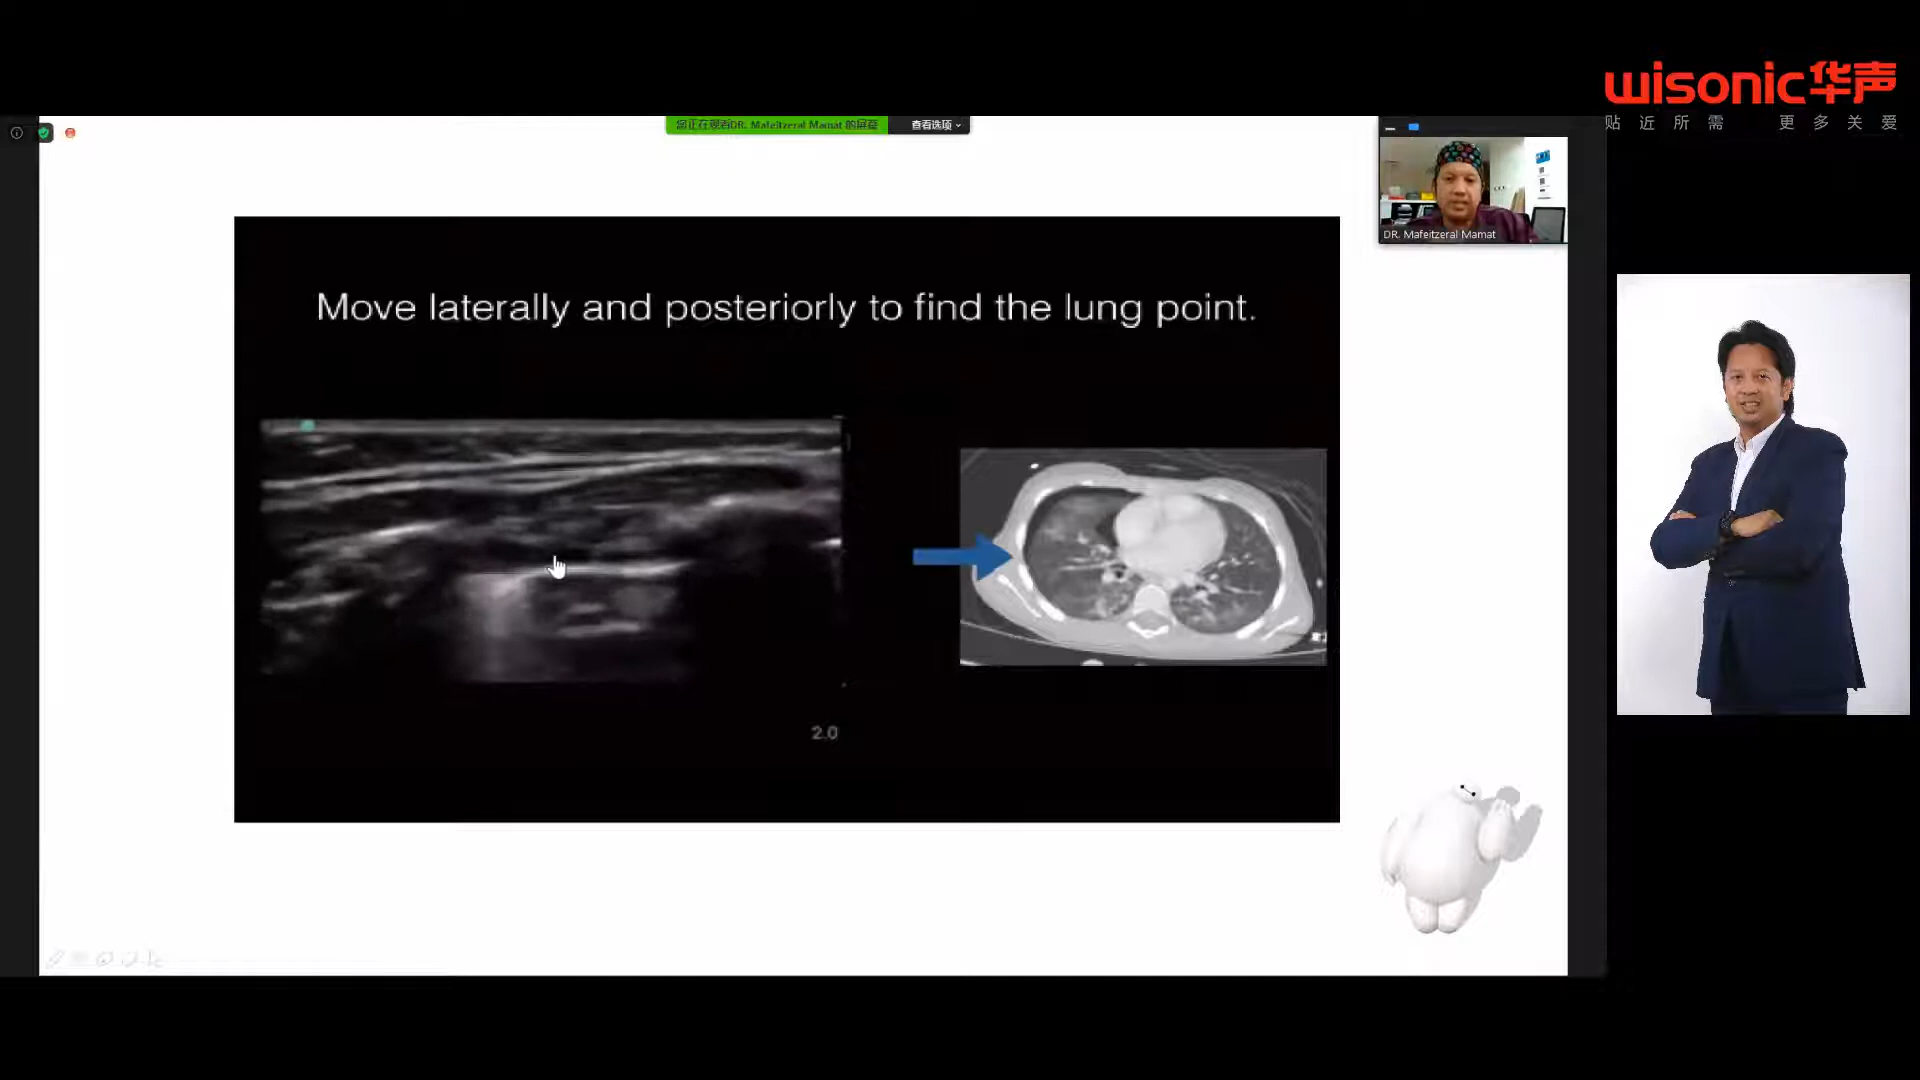 wisonic华声
贴近所需 更多关爱
您正在观看DR. Mafeitzeral Mamat 的屏幕 查看选项
DR. Mafeitzeral Mamat
Move laterally and posteriorly to find the lung point.
2.0